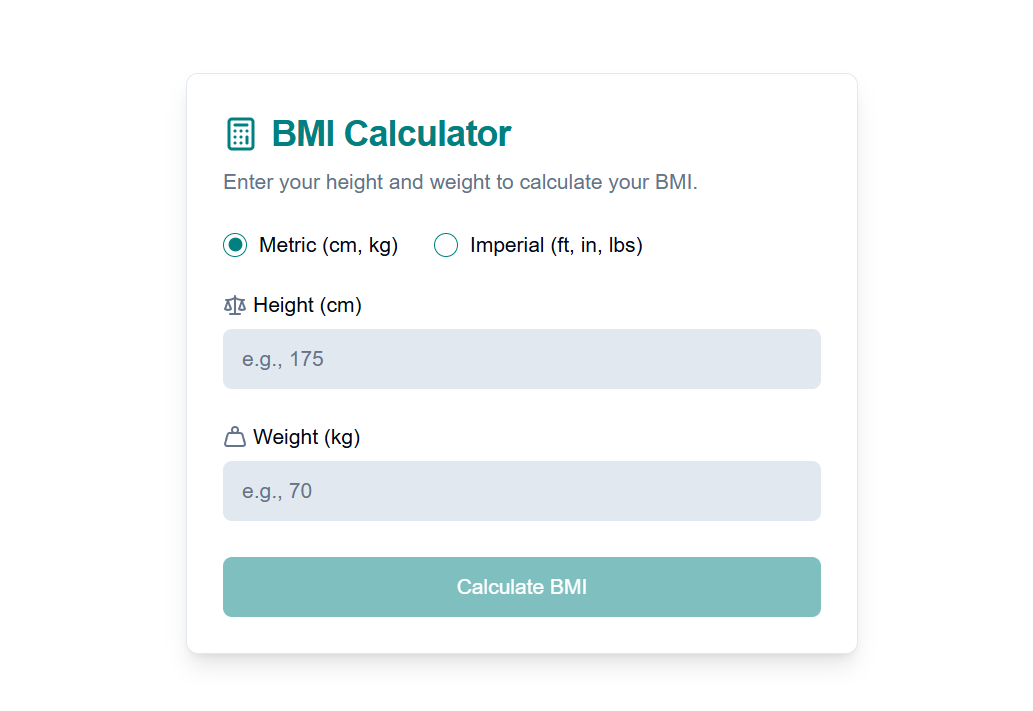 BMI Calculator
Enter your height and weight to calculate your BMI.
Metric (cm, kg) Imperial (ft, in, lbs)
Height (cm)
e.g., 175
Weight (kg)
e.g., 70
Calculate BMI